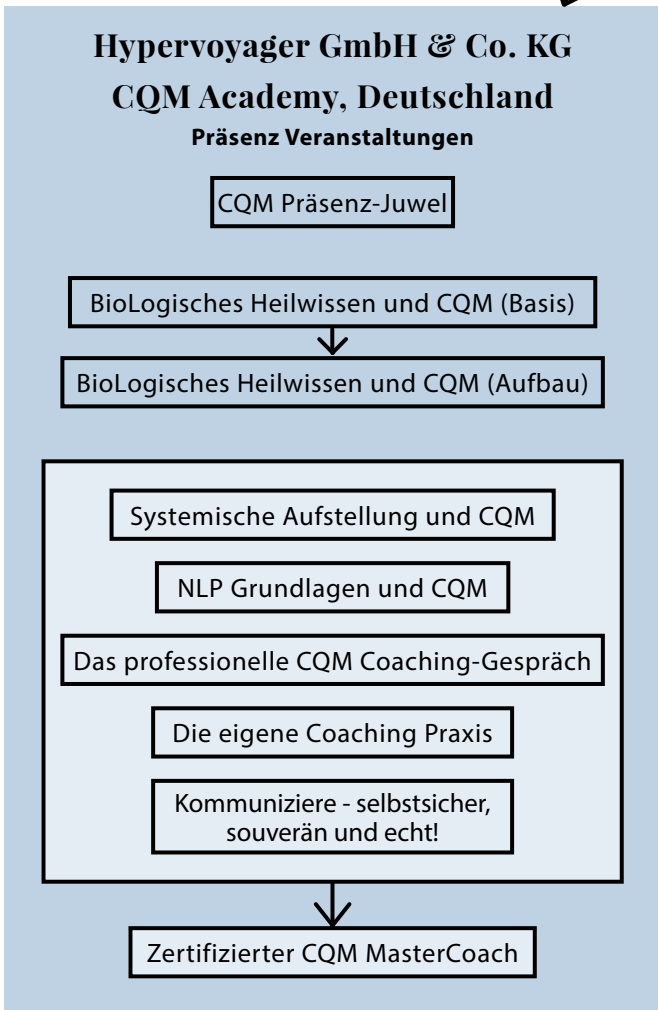 Hypervoyager GmbH & Co. KG
CQM Academy, Deutschland
Präsenz Veranstaltungen
CQM Präsenz-Juwel
BioLogisches Heilwissen und CQM (Basis)
BioLogisches Heilwissen und CQM (Aufbau)
Systemische Aufstellung und CQM
NLP Grundlagen und CQM
Das professionelle CQM Coaching-Gespräch
Die eigene Coaching Praxis
Kommuniziere - selbstsicher,
souverän und echt!
Zertifizierter CQM MasterCoach